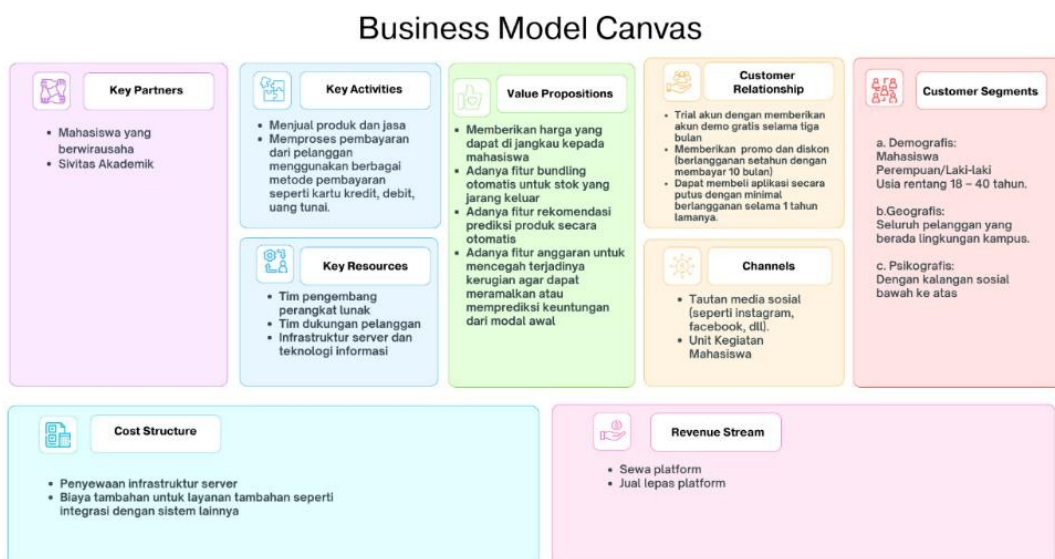 Business Model Canvas
Key Partners
• Mahasiswa yang
berwirausaha
• Sivitas Akademik
Key Activities
• Menjual produk dan jasa
• Memproses pembayaran
dari pelanggan
menggunakan berbagai
metode pembayaran
seperti kartu kredit, debit,
uang tunai.
Key Resources
• Tim pengembang
perangkat lunak
• Tim dukungan pelanggan
• Infrastruktur server dan
teknologi informasi
Value Propositions
• Memberikan harga yang
dapat di jangkau kepada
mahasiswa
• Adanya fitur bundling
otomatis untuk stok yang
jarang keluar
• Adanya fitur rekomendasi
prediksi produk secara
otomatis
• Adanya fitur anggaran untuk
mencegah terjadinya
kerugian agar dapat
meramalkan atau
memprediksi keuntungan
dari modal awal
Customer
Relationship
• Trial akun dengan memberikan
akun demo gratis selama tiga
bulan
• Memberikan promo dan diskon
(berlangganan setahun dengan
membayar 10 bulan)
• Dapat membeli aplikasi secara
putus dengan minimal
berlangganan selama 1 tahun
lamanya.
Channels
• Tautan media sosial
(seperti instagram,
facebook, dll).
• Unit Kegiatan
Mahasiswa
Customer Segments
a. Demografis:
Mahasiswa
Perempuan/Laki-laki
Usia rentang 18 – 40 tahun.
b.Geografis:
Seluruh pelanggan yang
berada lingkungan kampus.
c. Psikografis:
Dengan kalangan sosial
bawah ke atas
Cost Structure
• Penyewaan infrastruktur server
• Biaya tambahan untuk layanan tambahan seperti
integrasi dengan sistem lainnya
Revenue Stream
• Sewa platform
• Jual lepas platform